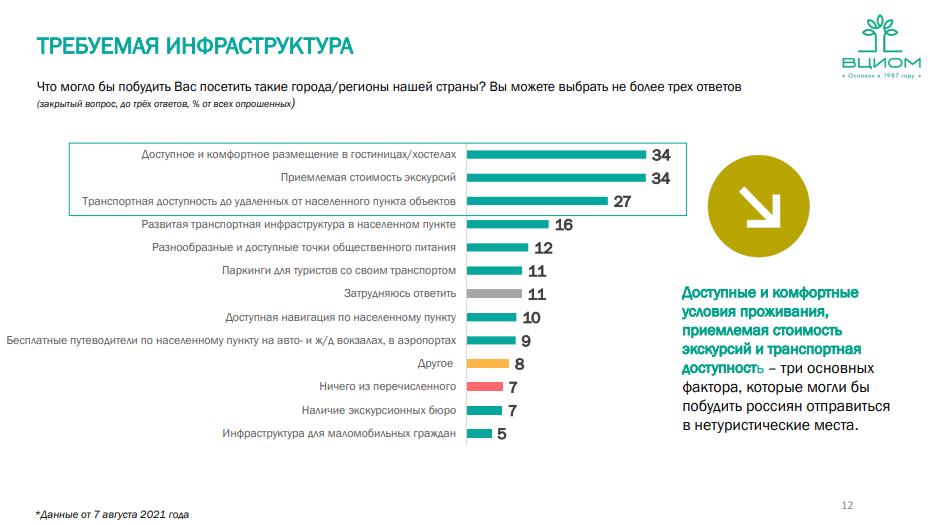 ТРЕБУЕМАЯ ИНФРАСТРУКТУРА
ВЦИОМ
• Основан в 1987 году •
Что могло бы побудить Вас посетить такие города/регионы нашей страны? Вы можете выбрать не более трех ответов
(закрытый вопрос, до трёх ответов, % от всех опрошенных)
Доступное и комфортное размещение в гостиницах/хостелах 34
Приемлемая стоимость экскурсий 34
Транспортная доступность до удаленных от населенного пункта объектов 27
Развитая транспортная инфраструктура в населенном пункте 16
Разнообразные и доступные точки общественного питания 12
Паркинги для туристов со своим транспортом 11
Затрудняюсь ответить 11
Доступная навигация по населенному пункту 10
Бесплатные путеводители по населенному пункту на авто- и ж/д вокзалах, в аэропортах 9
Другое 8
Ничего из перечисленного 7
Наличие экскурсионных бюро 7
Инфраструктура для маломобильных граждан 5
Доступные и комфортные
условия проживания,
приемлемая стоимость
экскурсий и транспортная
доступность – три основных
фактора, которые могли бы
побудить россиян отправиться
в нетуристические места.
*Данные от 7 августа 2021 года
12